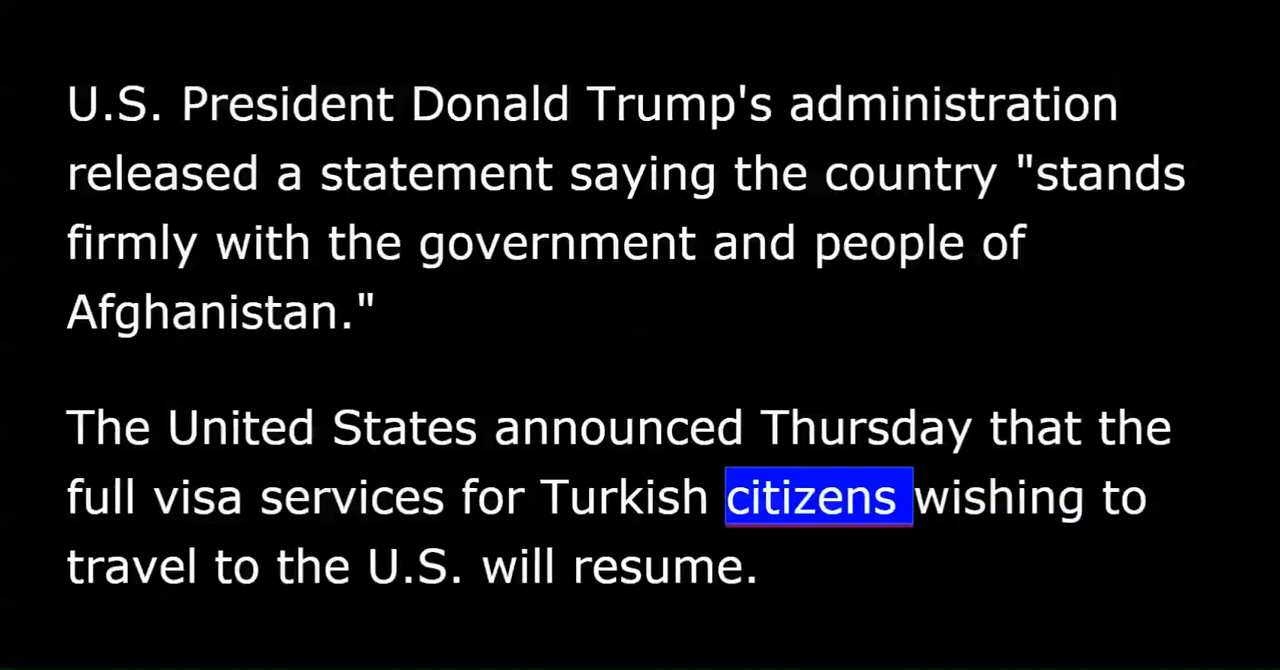 U.S. President Donald Trump's administration
released a statement saying the country "stands
firmly with the government and people of
Afghanistan."
The United States announced Thursday that the
full visa services for Turkish citizens wishing to
travel to the U.S. will resume.